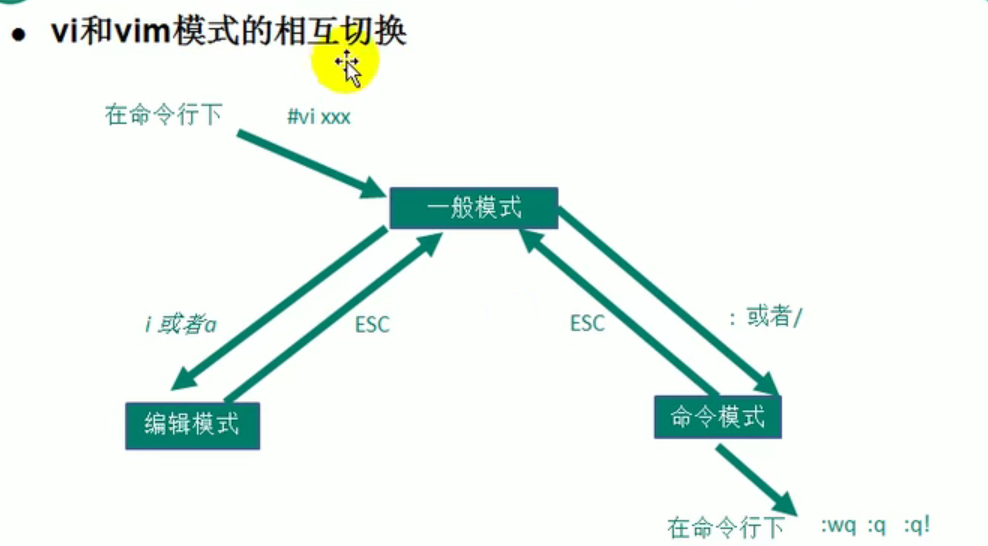 ● vi和vim模式的相互切换
在命令行下 #vi xxx
一般模式
i 或者a
ESC
ESC
: 或者/
编辑模式
命令模式
在命令行下 :wq :q :q!